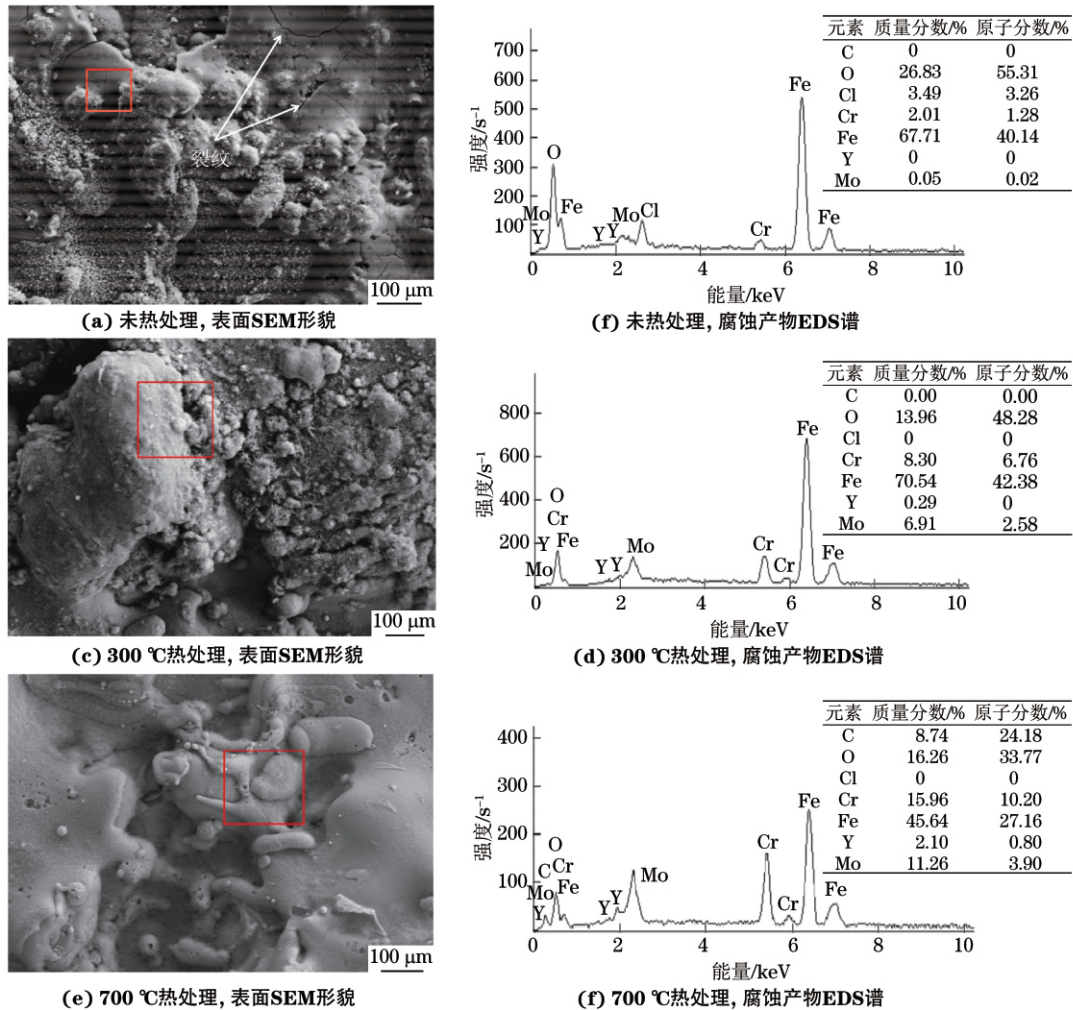 裂纹
100 μm
(a) 未热处理, 表面SEM形貌
强度/s⁻¹
700
600
500
400
300
200
100
0 2 4 6 8 10
能量/keV
O
Mo
Fe
Y
Y Y
Mo Cl
Cr
Fe
Fe
元素 质量分数/% 原子分数/%
C 0 0
O 26.83 55.31
Cl 3.49 3.26
Cr 2.01 1.28
Fe 67.71 40.14
Y 0 0
Mo 0.05 0.02
(f) 未热处理, 腐蚀产物EDS谱
100 μm
(c) 300 ℃热处理, 表面SEM形貌
强度/s⁻¹
800
600
400
200
0 2 4 6 8 10
能量/keV
O
Cr
Y Fe
Mo
Y Y
Mo
Cr
Cr
Fe
Fe
元素 质量分数/% 原子分数/%
C 0.00 0.00
O 13.96 48.28
Cl 0 0
Cr 8.30 6.76
Fe 70.54 42.38
Y 0.29 0
Mo 6.91 2.58
(d) 300 ℃热处理, 腐蚀产物EDS谱
100 μm
(e) 700 ℃热处理, 表面SEM形貌
强度/s⁻¹
400
300
200
100
0 2 4 6 8 10
能量/keV
O
C Cr
Mo Fe
Y
Y Y
Mo
Cr
Cr
Fe
Fe
元素 质量分数/% 原子分数/%
C 8.74 24.18
O 16.26 33.77
Cl 0 0
Cr 15.96 10.20
Fe 45.64 27.16
Y 2.10 0.80
Mo 11.26 3.90
(f) 700 ℃热处理, 腐蚀产物EDS谱